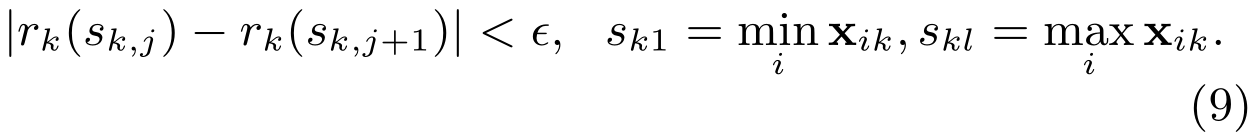 |r_k(s_{k,j}) − r_k(s_{k,j+1})| < ϵ, s_{k1} = min_i 𝐱_{ik}, s_{kl} = max_i 𝐱_{ik}.
(9)